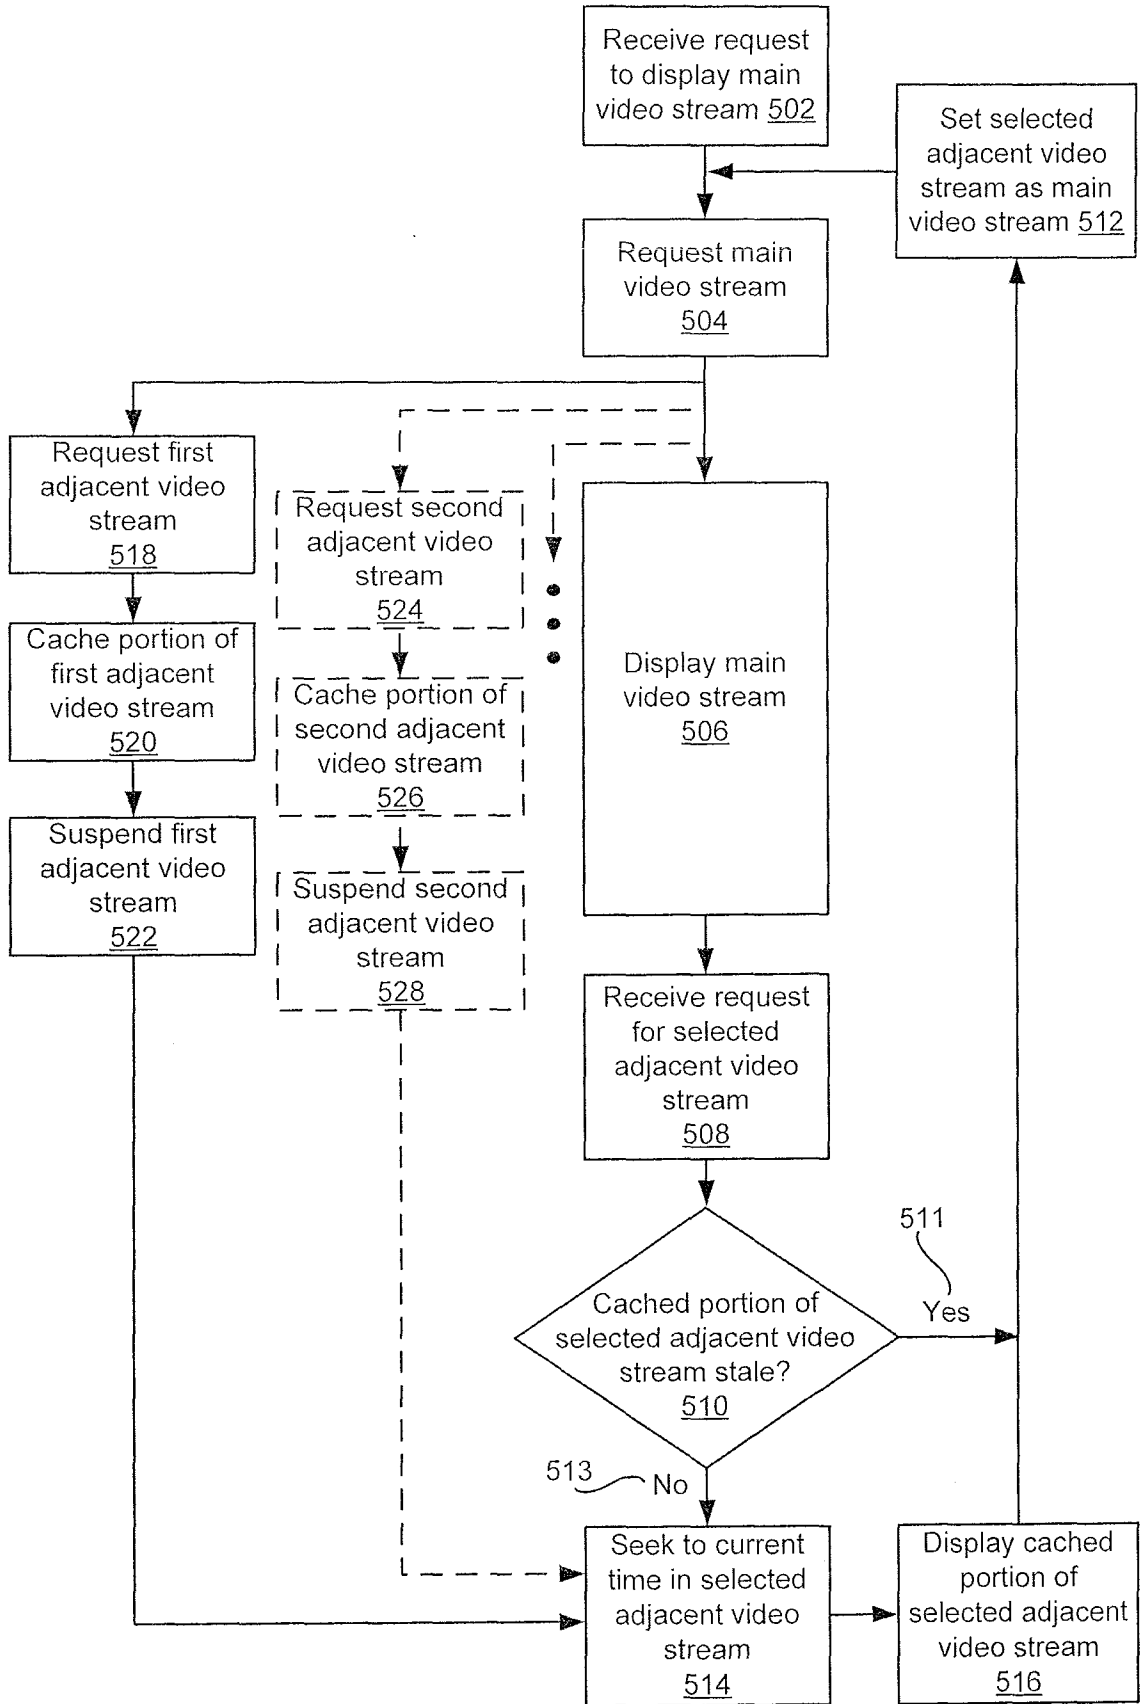 Receive request
to display main
video stream 502
Set selected
adjacent video
stream as main
video stream 512
Request main
video stream
504
Request first
adjacent video
stream
518
Request second
adjacent video
stream
524
Cache portion of
first adjacent
video stream
520
Cache portion of
second adjacent
video stream
526
Display main
video stream
506
Suspend first
adjacent video
stream
522
Suspend second
adjacent video
stream
528
Receive request
for selected
adjacent video
stream
508
511
Yes
Cached portion of
selected adjacent video
stream stale?
510
513
No
Seek to current
time in selected
adjacent video
stream
514
Display cached
portion of
selected adjacent
video stream
516